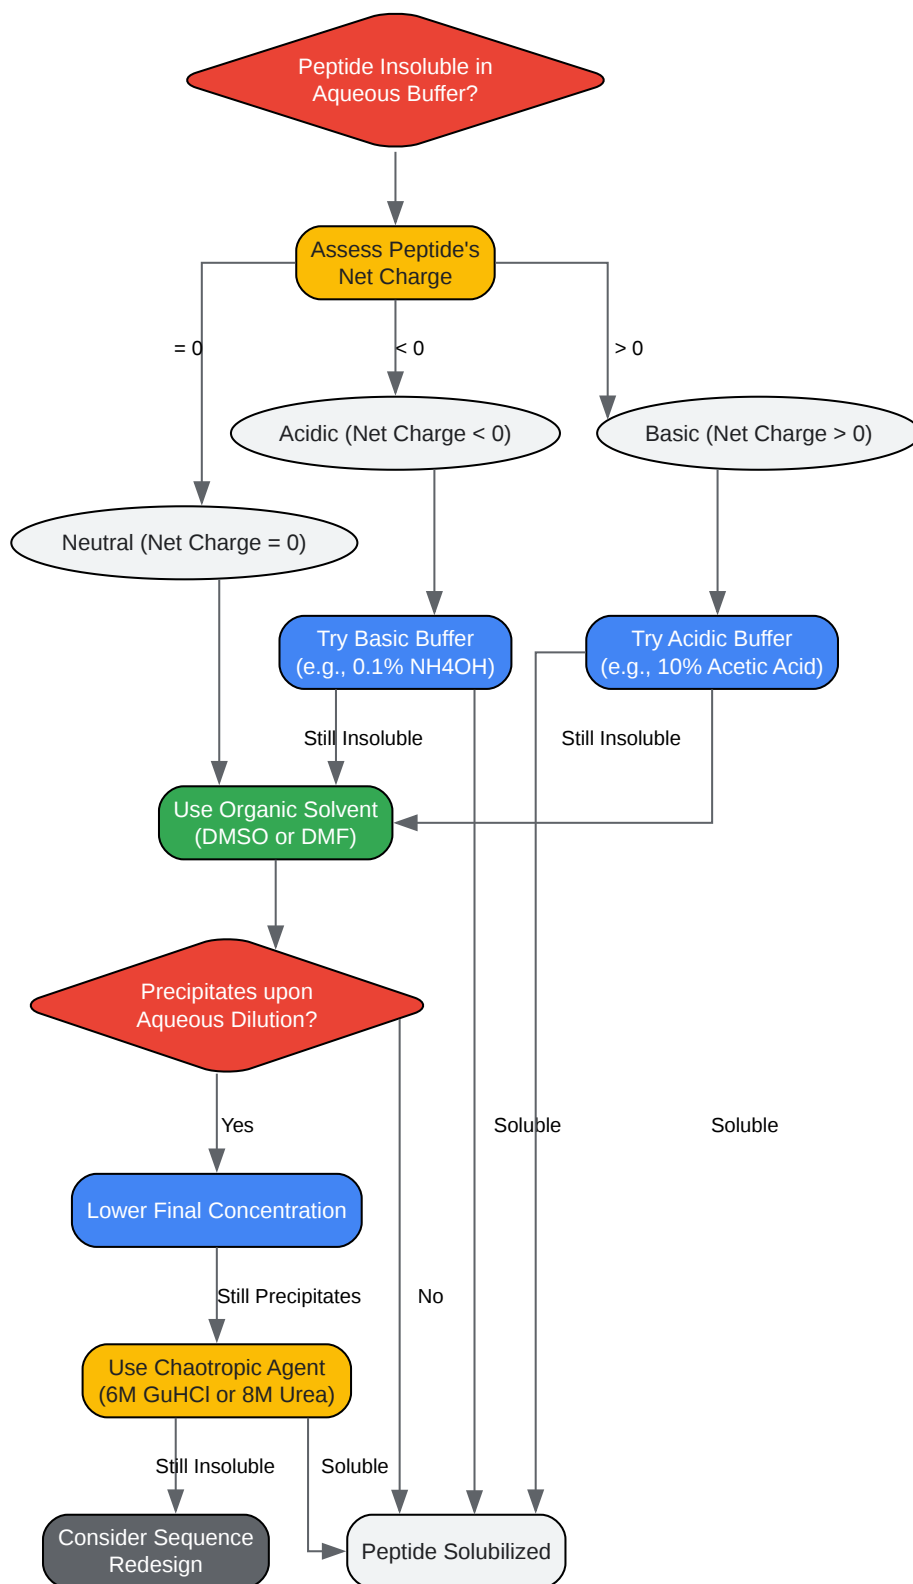 Peptide Insoluble in
Aqueous Buffer?
Assess Peptide's
Net Charge
= 0
< 0
> 0
Acidic (Net Charge < 0)
Basic (Net Charge > 0)
Neutral (Net Charge = 0)
Try Basic Buffer
(e.g., 0.1% NH4OH)
Try Acidic Buffer
(e.g., 10% Acetic Acid)
Still Insoluble
Still Insoluble
Use Organic Solvent
(DMSO or DMF)
Precipitates upon
Aqueous Dilution?
Yes
Soluble
Soluble
Lower Final Concentration
Still Precipitates
No
Use Chaotropic Agent
(6M GuHCl or 8M Urea)
Still Insoluble
Soluble
Consider Sequence
Redesign
Peptide Solubilized